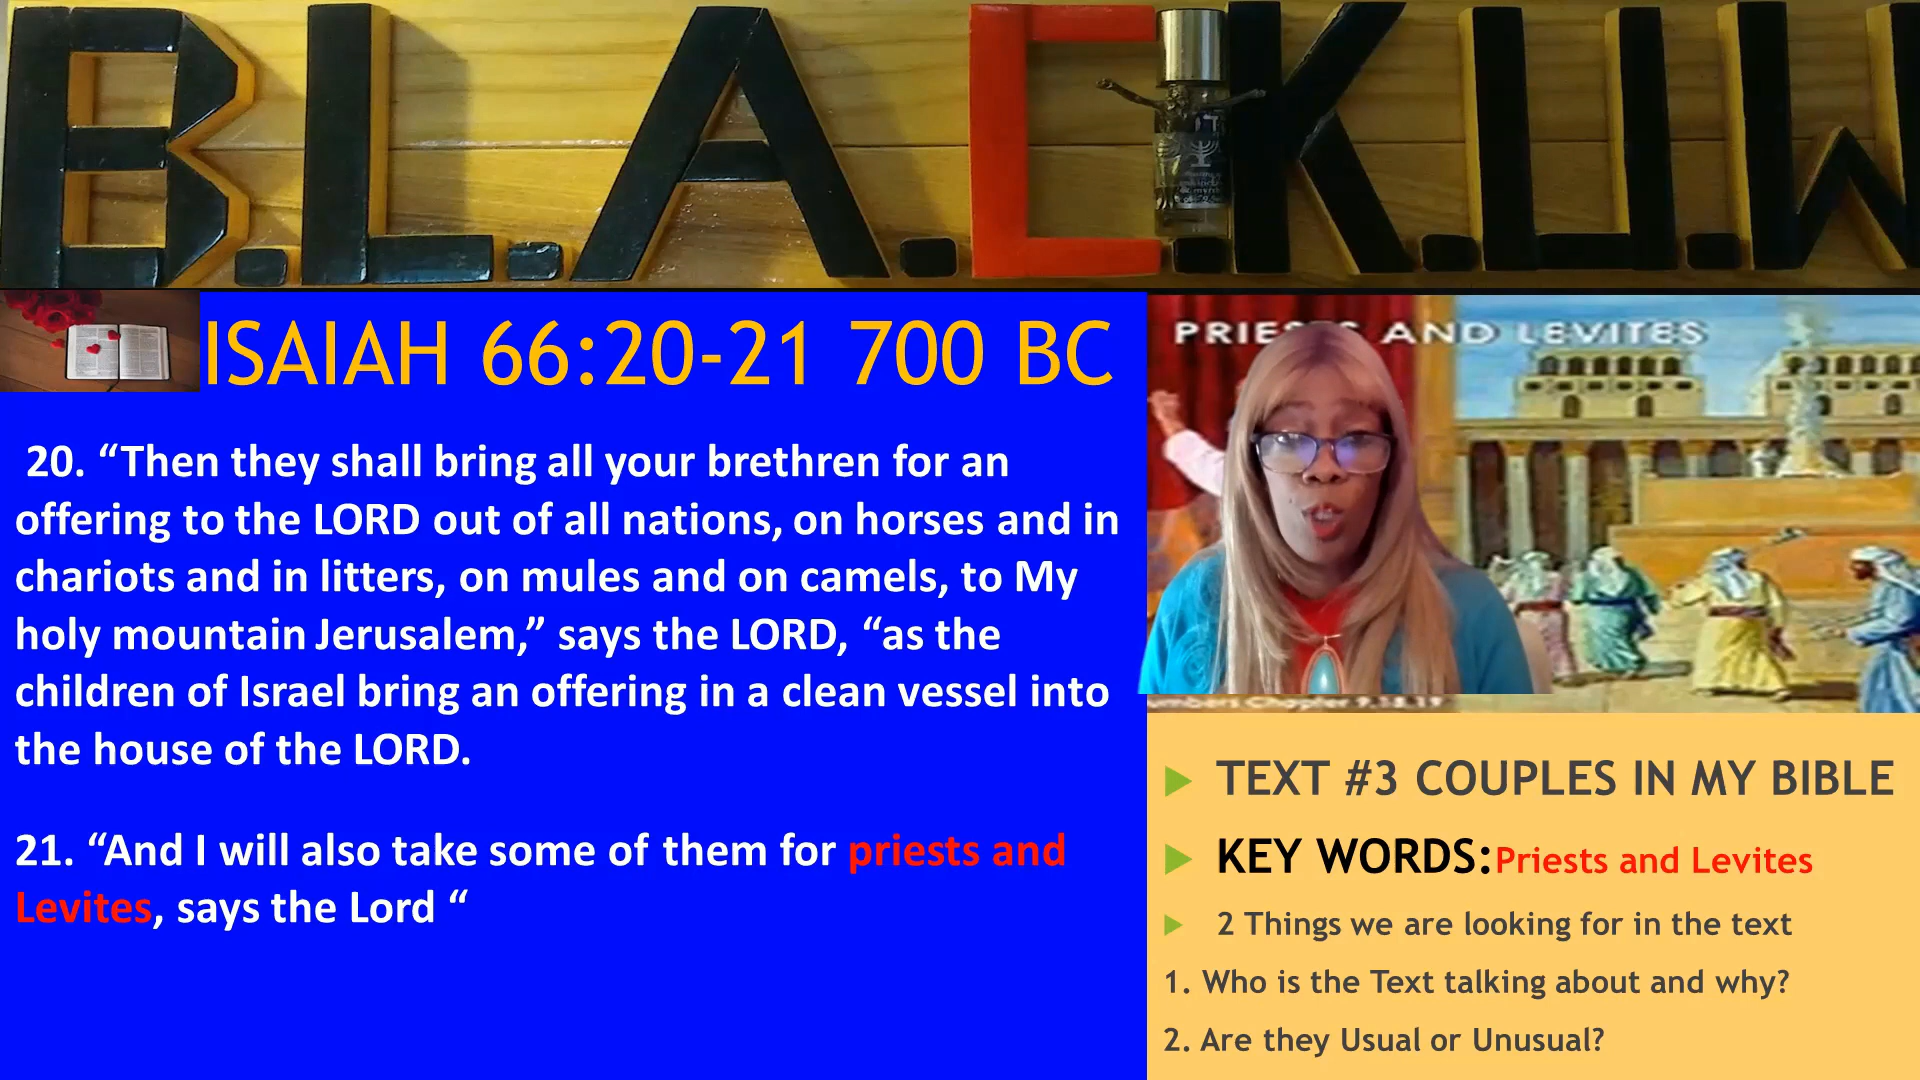 B.L.A.C.K.U.W
ISAIAH 66:20-21 700 BC
20. “Then they shall bring all your brethren for an
offering to the LORD out of all nations, on horses and in
chariots and in litters, on mules and on camels, to My
holy mountain Jerusalem,” says the LORD, “as the
children of Israel bring an offering in a clean vessel into
the house of the LORD.
21. “And I will also take some of them for priests and
Levites, says the Lord “
AND LEVITES
Chapter 9.18.19
TEXT #3 COUPLES IN MY BIBLE
KEY WORDS:Priests and Levites
2 Things we are looking for in the text
1. Who is the Text talking about and why?
2. Are they Usual or Unusual?